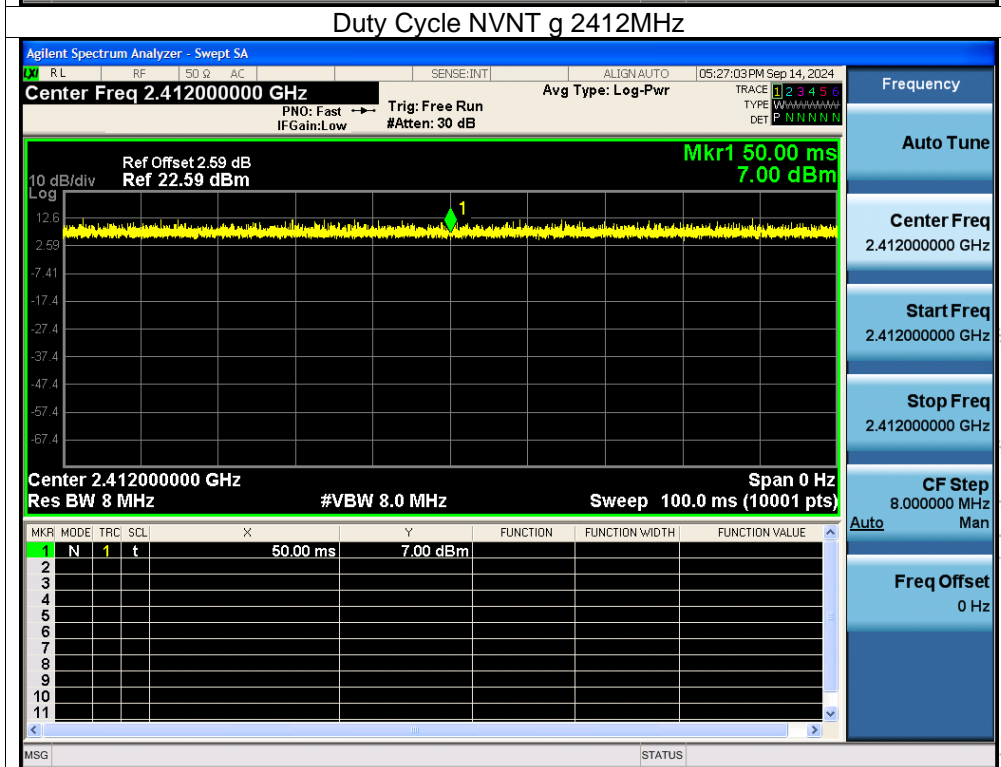 Duty Cycle NVNT g 2412MHz
Agilent Spectrum Analyzer - Swept SA
LXI RL RF 50 Ω AC SENSE:INT ALIGN AUTO 05:27:03 PM Sep 14, 2024
Center Freq 2.412000000 GHz Avg Type: Log-Pwr TRACE 1 2 3 4 5 6
PNO: Fast Trig: Free Run TYPE WWWWWW
IFGain:Low #Atten: 30 dB DET P N N N N N
Frequency
Mkr1 50.00 ms
Ref Offset 2.59 dB
10 dB/div Ref 22.59 dBm 7.00 dBm
Log
1
12.6
2.59
-7.41
-17.4
-27.4
-37.4
-47.4
-57.4
-67.4
Center 2.412000000 GHz Span 0 Hz
Res BW 8 MHz #VBW 8.0 MHz Sweep 100.0 ms (10001 pts)
MKR MODE TRC SCL X Y FUNCTION FUNCTION WIDTH FUNCTION VALUE
1 N 1 t 50.00 ms 7.00 dBm
2
3
4
5
6
7
8
9
10
11
MSG STATUS
Auto Tune
Center Freq
2.412000000 GHz
Start Freq
2.412000000 GHz
Stop Freq
2.412000000 GHz
CF Step
8.000000 MHz
Auto Man
Freq Offset
0 Hz